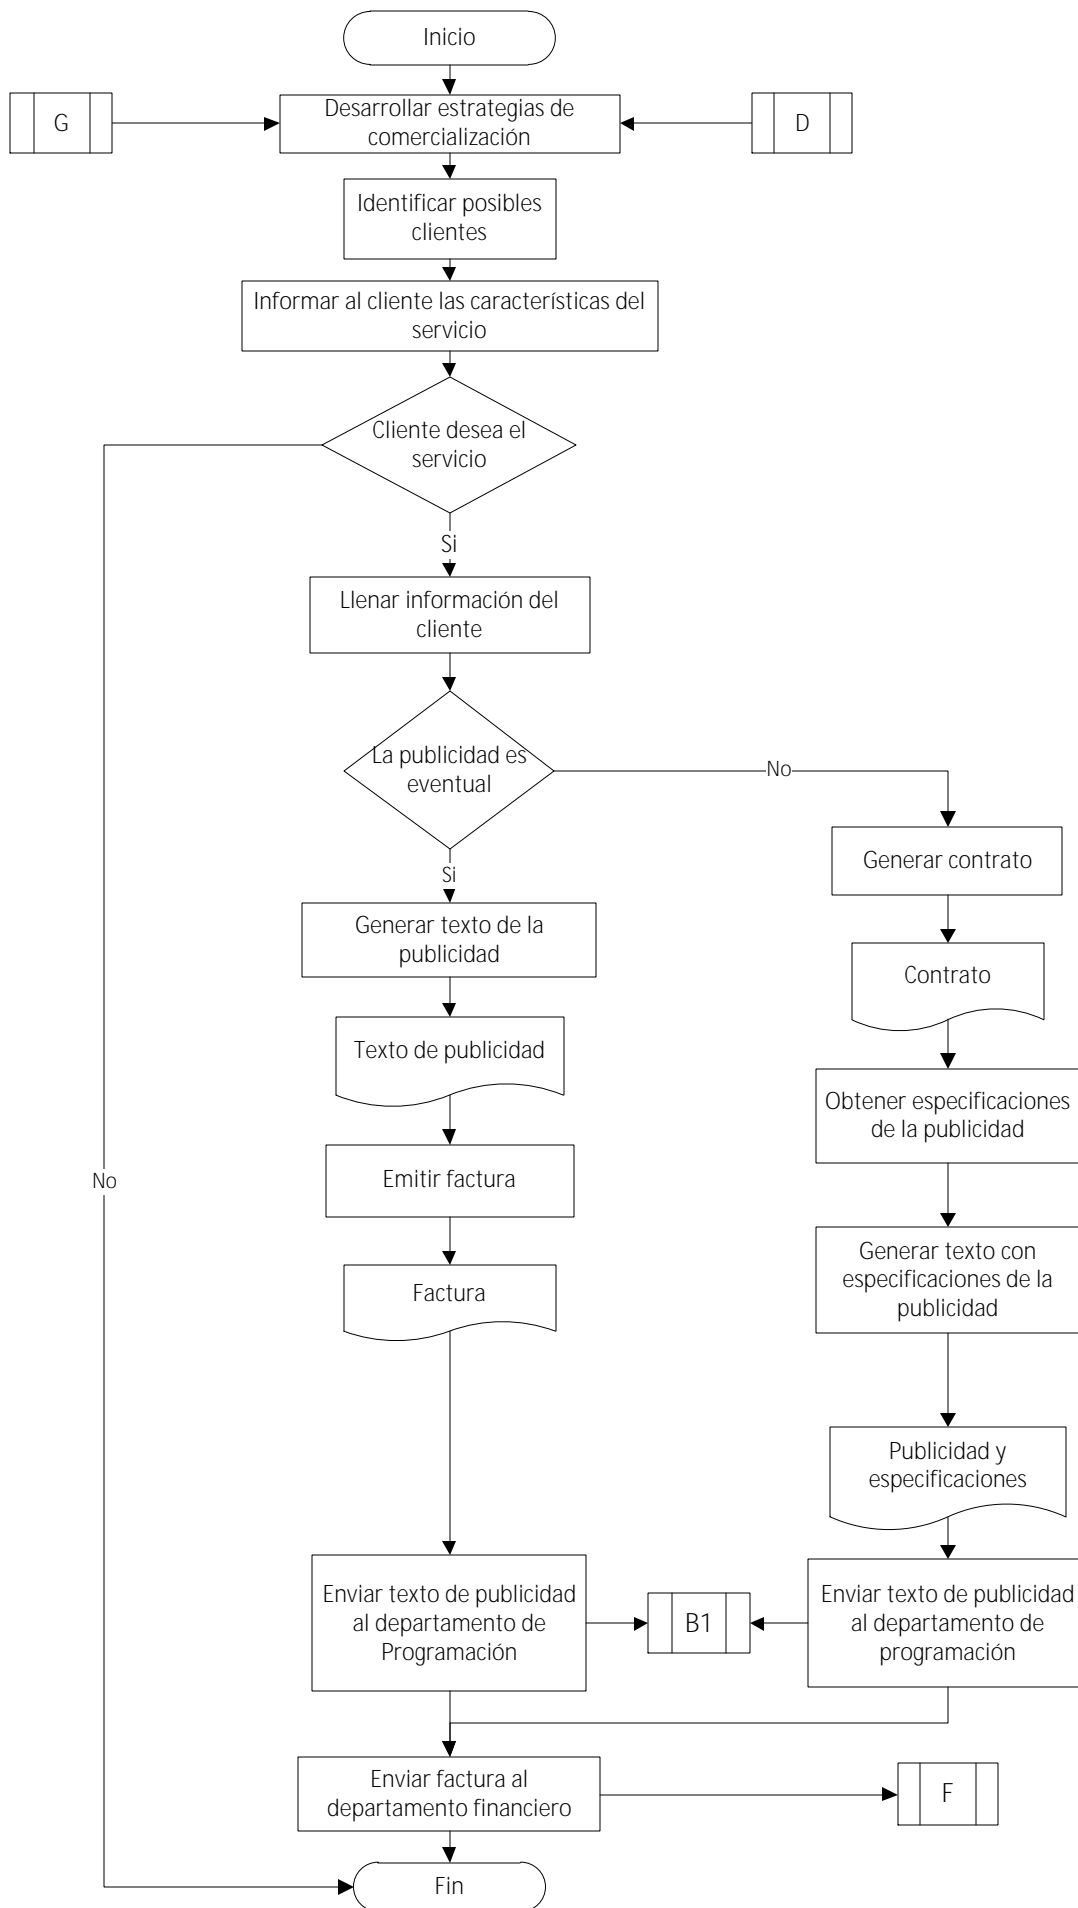 Inicio
G
Desarrollar estrategias de
comercialización
D
Identificar posibles
clientes
Informar al cliente las características del
servicio
Cliente desea el
servicio
Si
Llenar información del
cliente
La publicidad es
eventual
No
Si
Generar contrato
Generar texto de la
publicidad
Contrato
Texto de publicidad
Obtener especificaciones
de la publicidad
No
Emitir factura
Generar texto con
especificaciones de la
publicidad
Factura
Publicidad y
especificaciones
Enviar texto de publicidad
al departamento de
Programación
B1
Enviar texto de publicidad
al departamento de
programación
Enviar factura al
departamento financiero
F
Fin